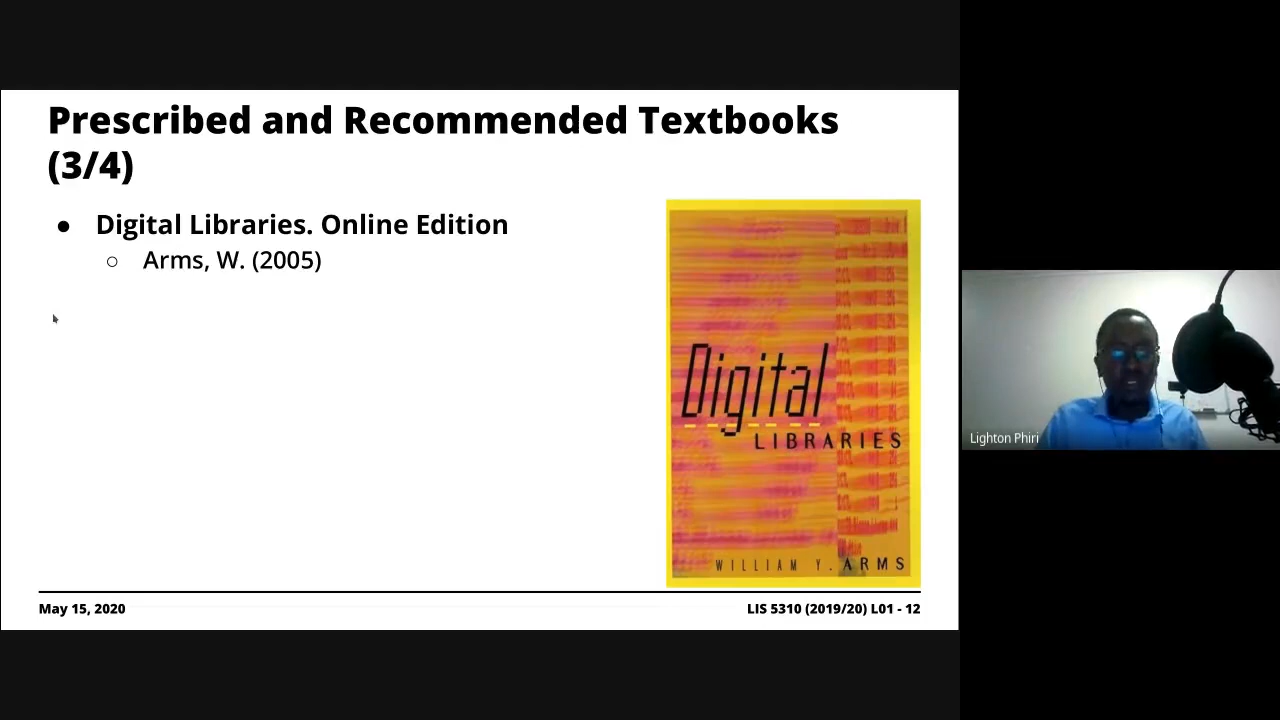 Prescribed and Recommended Textbooks
(3/4)
● Digital Libraries. Online Edition
○ Arms, W. (2005)
Digital
LIBRARIES
WILLIAM Y. ARMS
Lighton Phiri
May 15, 2020
LIS 5310 (2019/20) L01 - 12